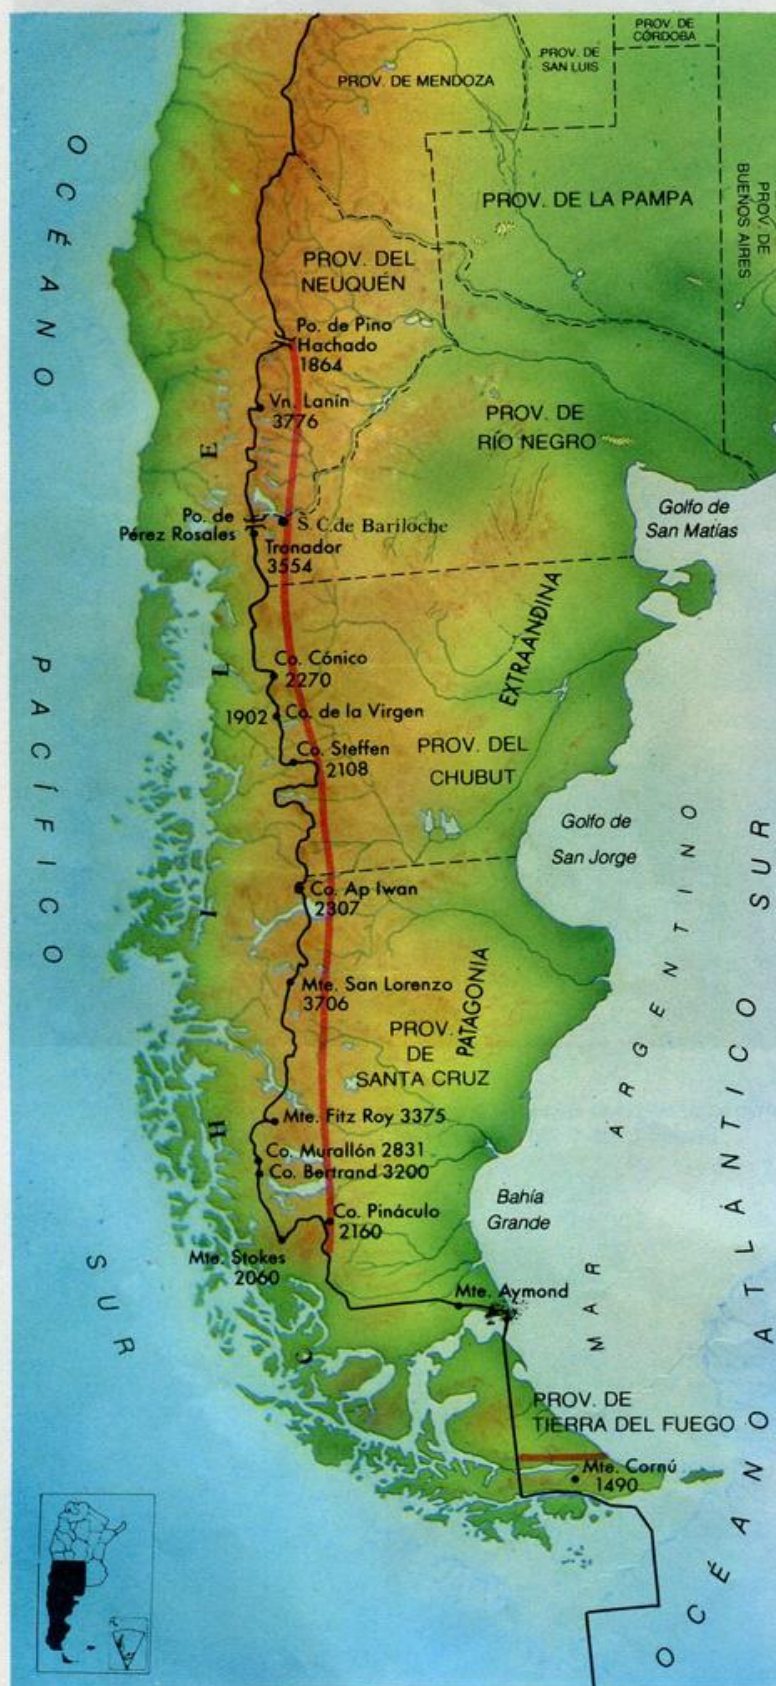 PROV. DE
CÓRDOBA
PROV. DE
SAN LUIS
PROV. DE MENDOZA
PROV. DE LA PAMPA
PROV. DE
BUENOS AIRES
OCÉANO PACÍFICO SUR
PROV. DEL
NEUQUÉN
Po. de Pino
Hachado
1864
Vn. Lanín
3776
PROV. DE
RÍO NEGRO
Golfo de
San Matías
Po. de
Pérez Rosales
S. C. de Bariloche
Tronador
3554
EXTRAANDINA
Co. Cónico
2270
1902
Co. de la Virgen
Co. Steffen
2108
PROV. DEL
CHUBUT
Golfo de
San Jorge
Co. Ap Iwan
2307
Mte. San Lorenzo
3706
PATAGONIA
PROV.
DE
SANTA CRUZ
Mte. Fitz Roy 3375
Co. Murallón 2831
Co. Bertrand 3200
Co. Pináculo
2160
Bahía
Grande
Mte. Stokes
2060
Mte. Aymond
CHILE
MAR ARGENTINO
OCÉANO ATLÁNTICO SUR
PROV. DE
TIERRA DEL FUEGO
Mte. Cornú
1490